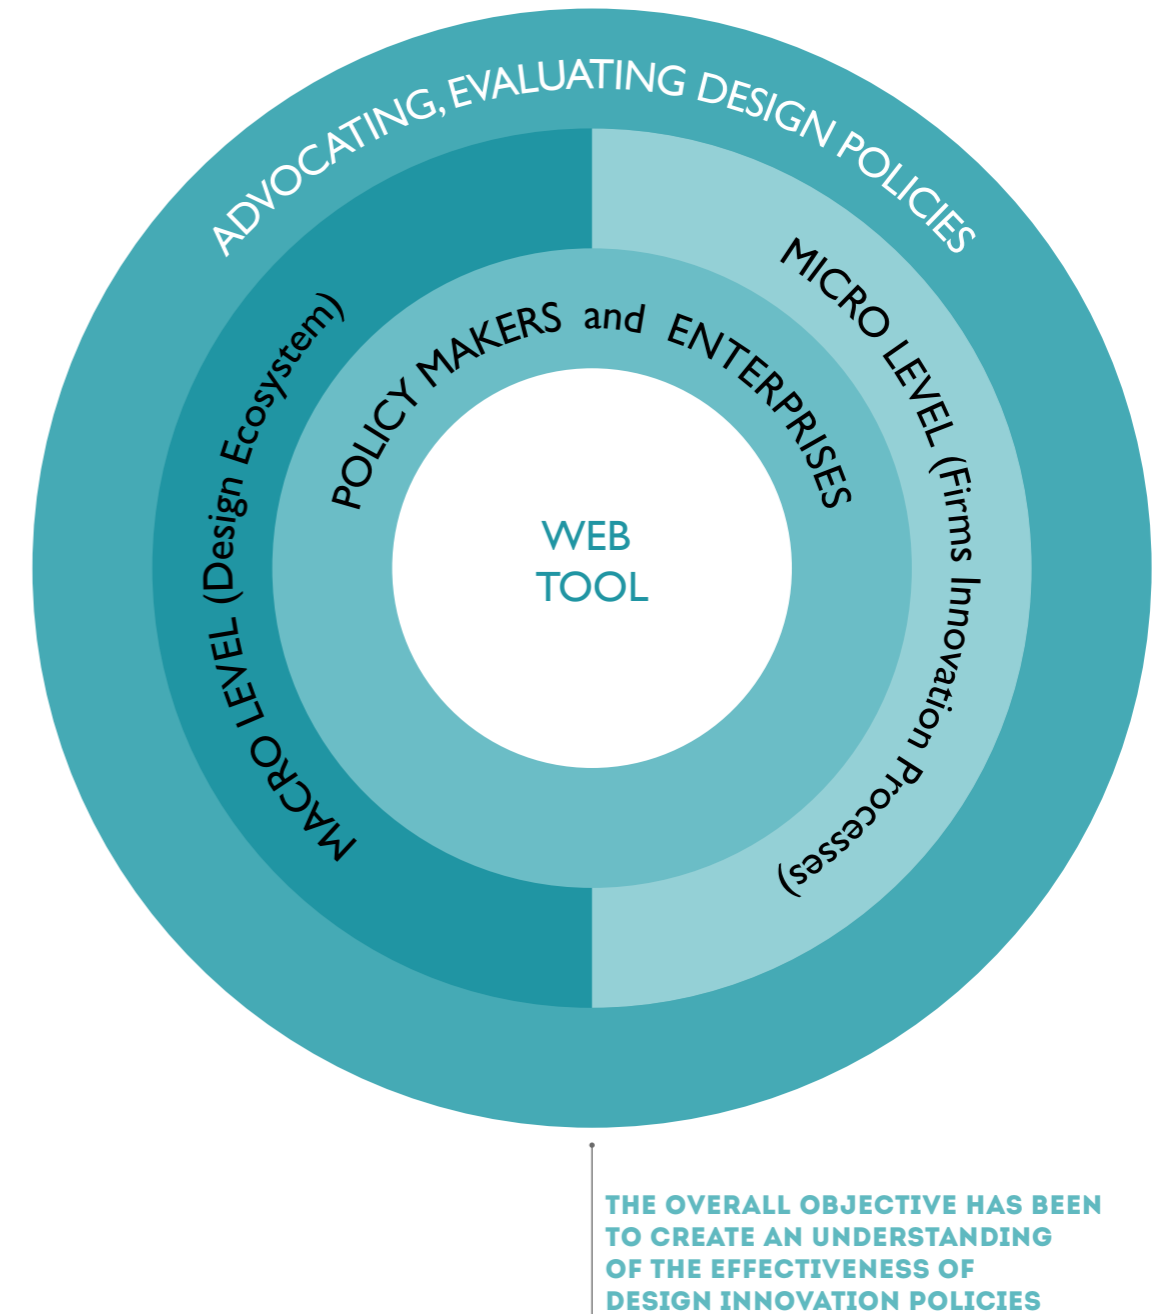 ADVOCATING, EVALUATING DESIGN POLICIES
MACRO LEVEL (Design Ecosystem)
MICRO LEVEL (Firms Innovation Processes)
POLICY MAKERS and ENTERPRISES
WEB
TOOL
THE OVERALL OBJECTIVE HAS BEEN
TO CREATE AN UNDERSTANDING
OF THE EFFECTIVENESS OF
DESIGN INNOVATION POLICIES